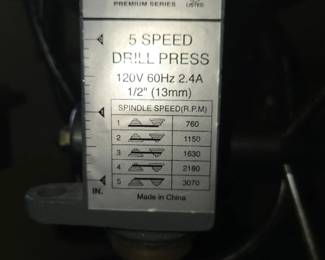 PREMIUM SERIES
LISTED
5 SPEED
DRILL PRESS
120V 60Hz 2.4A
1/2" (13mm)
SPINDLE SPEED(R.P.M)
1 760
2 1150
3 1630
4 2180
5 3070
IN.
Made in China